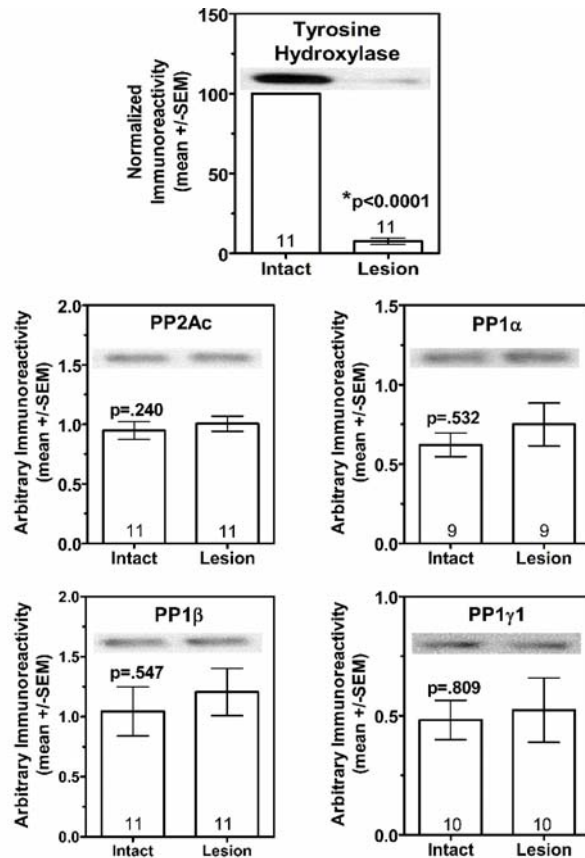 Tyrosine
Hydroxylase
Normalized
Immunoreactivity
(mean +/-SEM)
150
100
50
0
*p<0.0001
11
11
Intact
Lesion
PP2Ac
Arbitrary Immunoreactivity
(mean +/-SEM)
2.0
1.5
1.0
0.5
0.0
p=.240
11
11
Intact
Lesion
PP1α
Arbitrary Immunoreactivity
(mean +/-SEM)
1.5
1.0
0.5
0.0
p=.532
9
9
Intact
Lesion
PP1β
Arbitrary Immunoreactivity
(mean +/-SEM)
2.0
1.5
1.0
0.5
0.0
p=.547
11
11
Intact
Lesion
PP1γ1
Arbitrary Immunoreactivity
(mean +/-SEM)
1.0
0.5
0.0
p=.809
10
10
Intact
Lesion